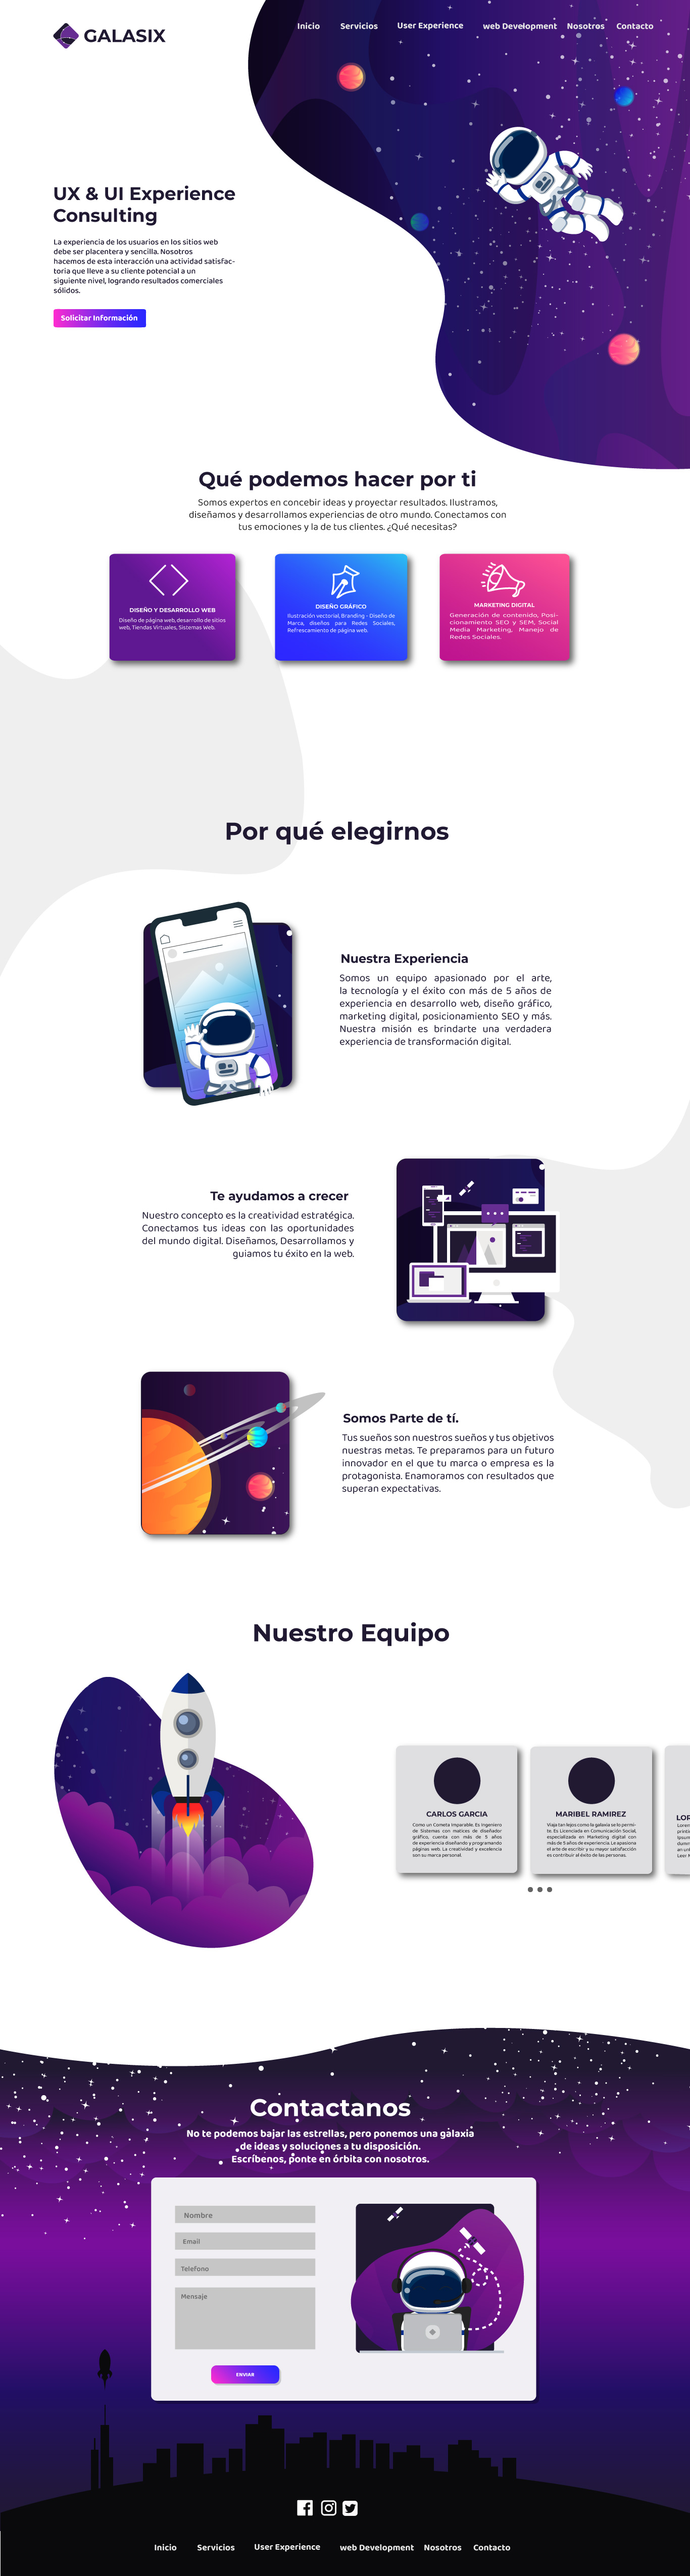 GALASIX
Inicio Servicios User Experience web Development Nosotros Contacto
UX & UI Experience
Consulting
La experiencia de los usuarios en los sitios web
debe ser placentera y sencilla. Nosotros
hacemos de esta interacción una actividad satisfac-
toria que lleve a su cliente potencial a un
siguiente nivel, logrando resultados comerciales
sólidos.
Solicitar Información
Qué podemos hacer por ti
Somos expertos en concebir ideas y proyectar resultados. Ilustramos,
diseñamos y desarrollamos experiencias de otro mundo. Conectamos con
tus emociones y la de tus clientes. ¿Qué necesitas?
DISEÑO Y DESARROLLO WEB
Diseño de página web, desarrollo de sitios
web, Tiendas Virtuales, Sistemas Web.
DISEÑO GRÁFICO
Ilustración vectorial, Branding - Diseño de
Marca, diseños para Redes Sociales,
Refrescamiento de página web.
MARKETING DIGITAL
Generación de contenido, Posi-
cionamiento SEO y SEM, Social
Media Marketing, Manejo de
Redes Sociales.
Por qué elegirnos
Nuestra Experiencia
Somos un equipo apasionado por el arte,
la tecnología y el éxito con más de 5 años de
experiencia en desarrollo web, diseño gráfico,
marketing digital, posicionamiento SEO y más.
Nuestra misión es brindarte una verdadera
experiencia de transformación digital.
Te ayudamos a crecer
Nuestro concepto es la creatividad estratégica.
Conectamos tus ideas con las oportunidades
del mundo digital. Diseñamos, Desarrollamos y
guiamos tu éxito en la web.
Somos Parte de tí.
Tus sueños son nuestros sueños y tus objetivos
nuestras metas. Te preparamos para un futuro
innovador en el que tu marca o empresa es la
protagonista. Enamoramos con resultados que
superan expectativas.
Nuestro Equipo
CARLOS GARCIA
Como un Cometa Imparable. Es Ingeniero
de Sistemas con matices de diseñador
gráfico, cuenta con más de 5 años
de experiencia diseñando y programando
páginas web. La creatividad y excelencia
son su marca personal.
MARIBEL RAMIREZ
Viaja tan lejos como la galaxia se lo permi-
te. Es Licenciada en Comunicación Social,
especializada en Marketing digital con
más de 5 años de experiencia. Le apasiona
el arte de escribir y su mayor satisfacción
es contribuir al éxito de las personas.
LOR
Contactanos
No te podemos bajar las estrellas, pero ponemos una galaxia
de ideas y soluciones a tu disposición.
Escríbenos, ponte en órbita con nosotros.
Nombre
Email
Telefono
Mensaje
ENVIAR
Inicio Servicios User Experience web Development Nosotros Contacto